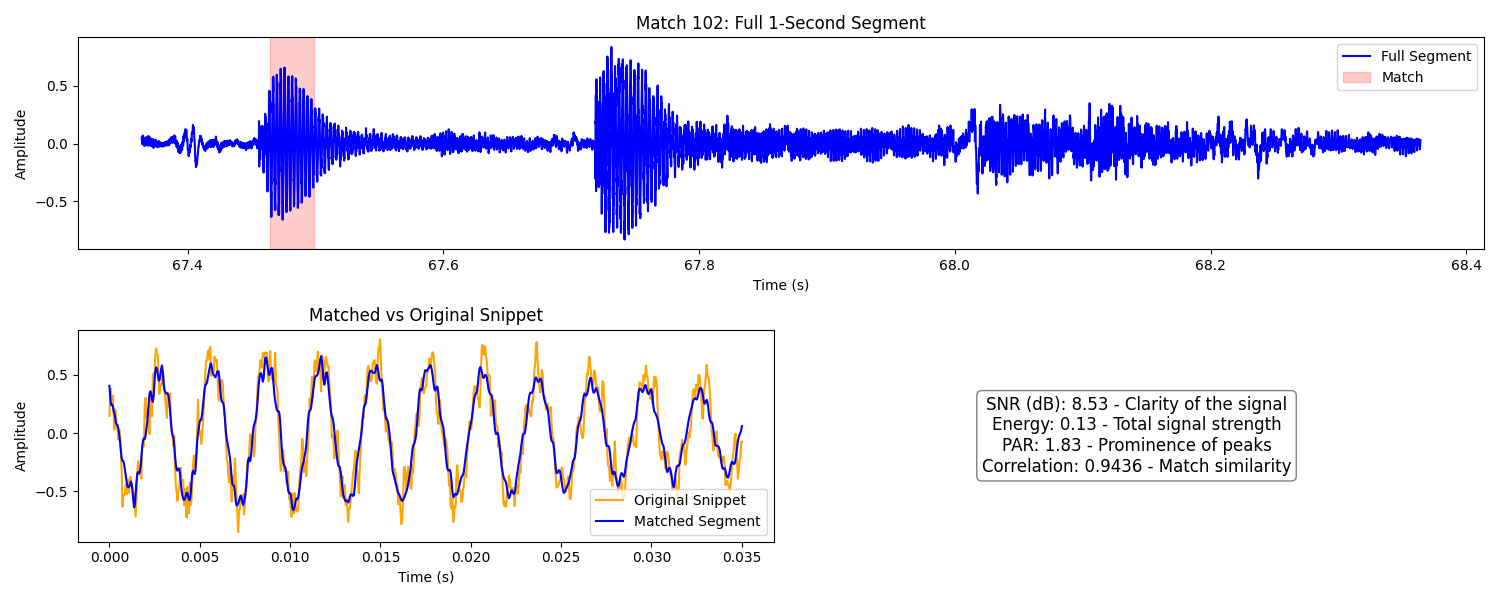 Match 102: Full 1-Second Segment
Amplitude
0.5
0.0
−0.5
Full Segment
Match
67.4
67.6
67.8
68.0
68.2
68.4
Time (s)
Matched vs Original Snippet
Amplitude
0.5
0.0
−0.5
Original Snippet
Matched Segment
0.000
0.005
0.010
0.015
0.020
0.025
0.030
0.035
Time (s)
SNR (dB): 8.53 - Clarity of the signal
Energy: 0.13 - Total signal strength
PAR: 1.83 - Prominence of peaks
Correlation: 0.9436 - Match similarity